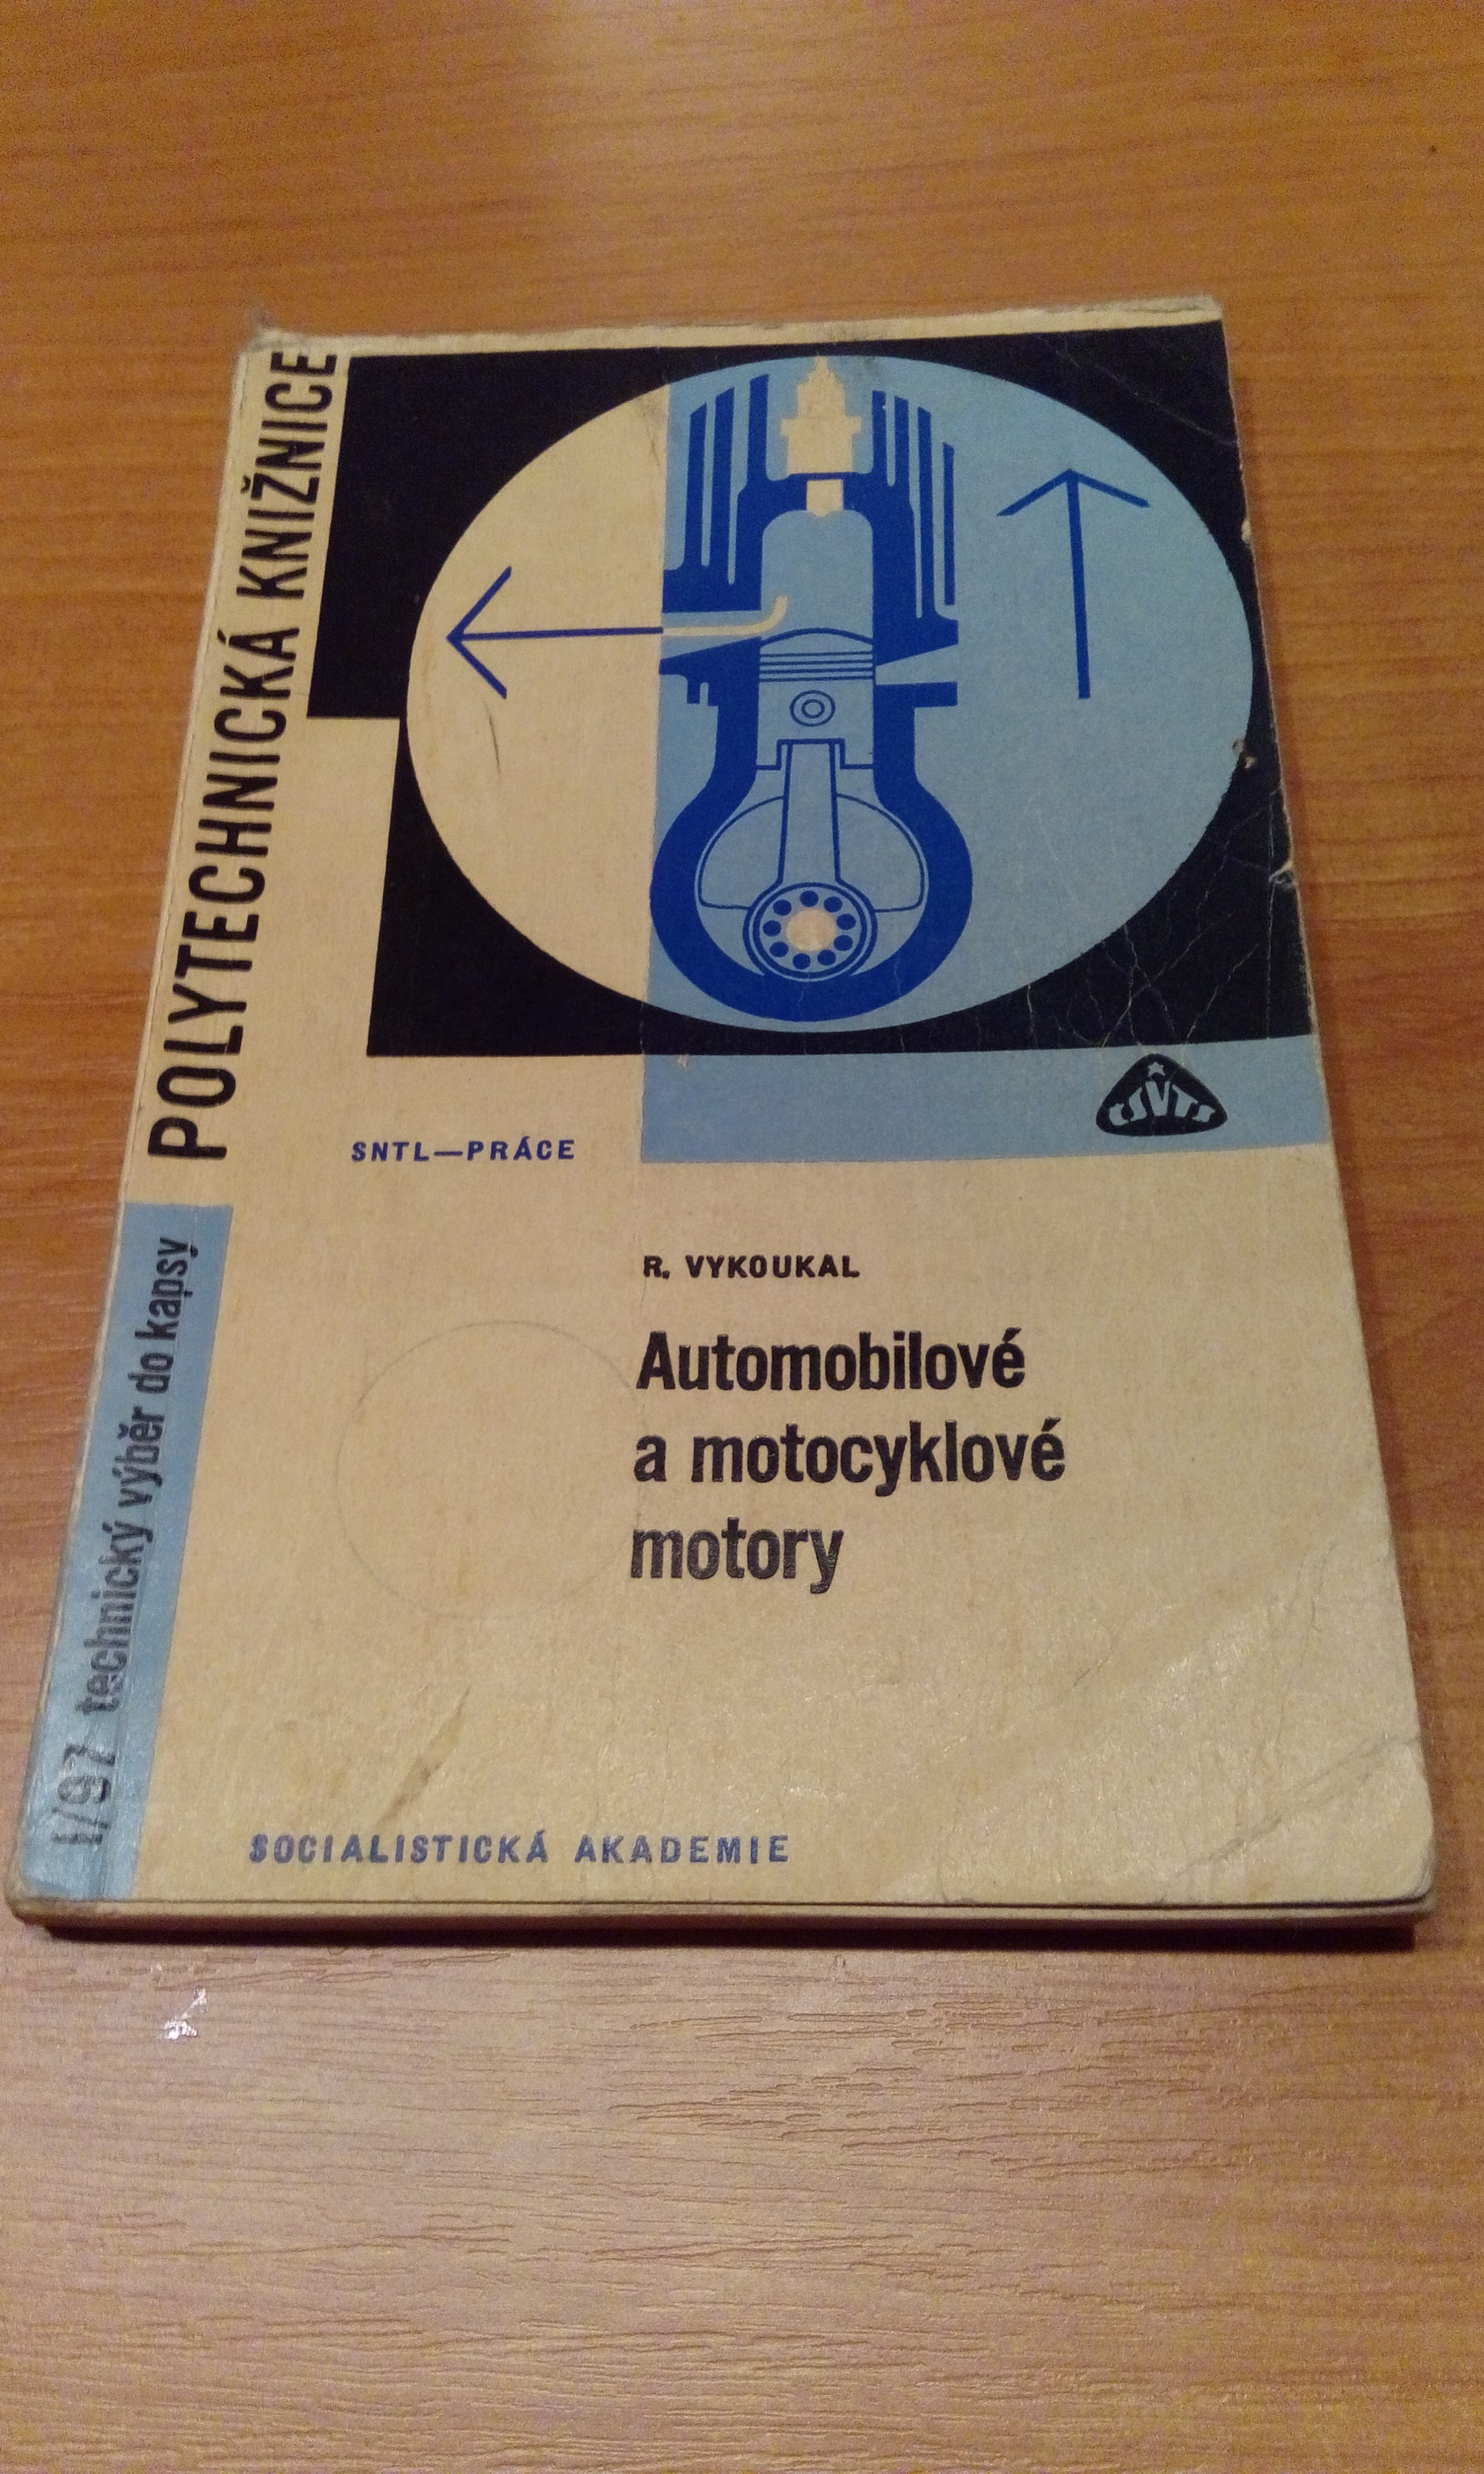 POLYTECHNICKÁ KNIŽNICE
I/97 technický výběr do kapsy
ČSVTS
SNTL—PRÁCE
R. VYKOUKAL
Automobilové
a motocyklové
motory
SOCIALISTICKÁ AKADEMIE